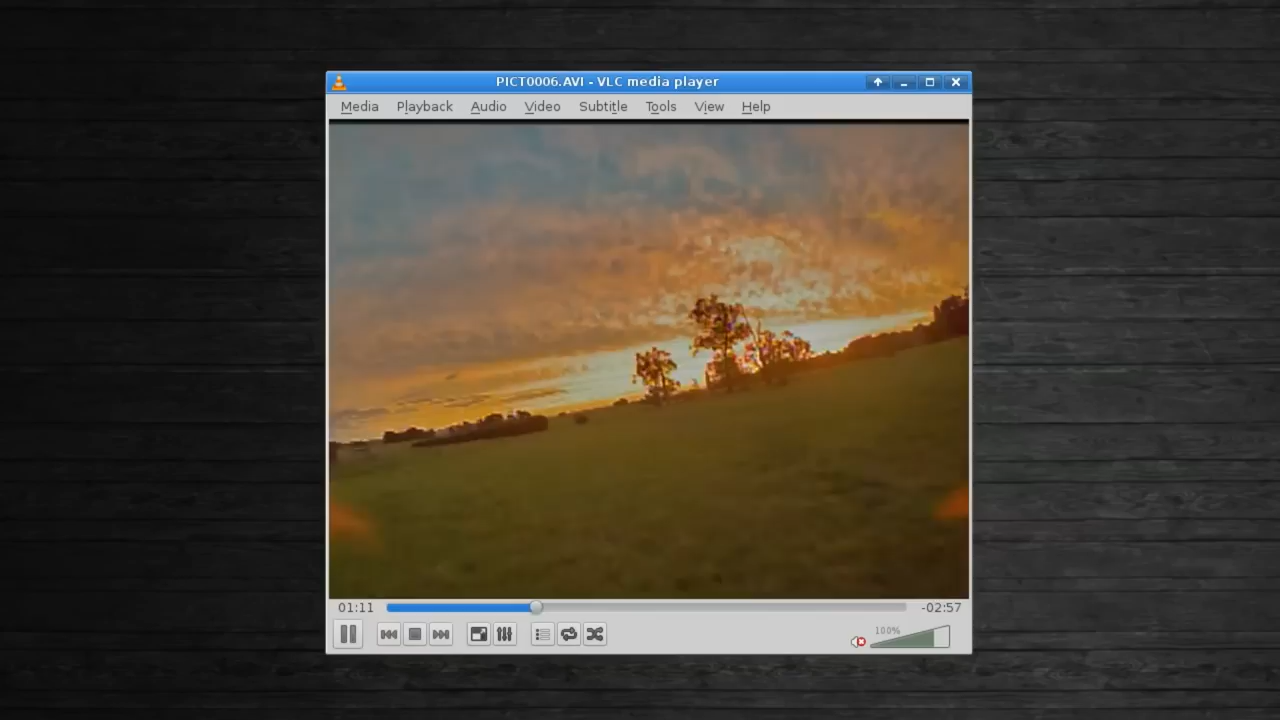 PICT0006.AVI - VLC media player
Media Playback Audio Video Subtitle Tools View Help
01:11 -02:57
100%